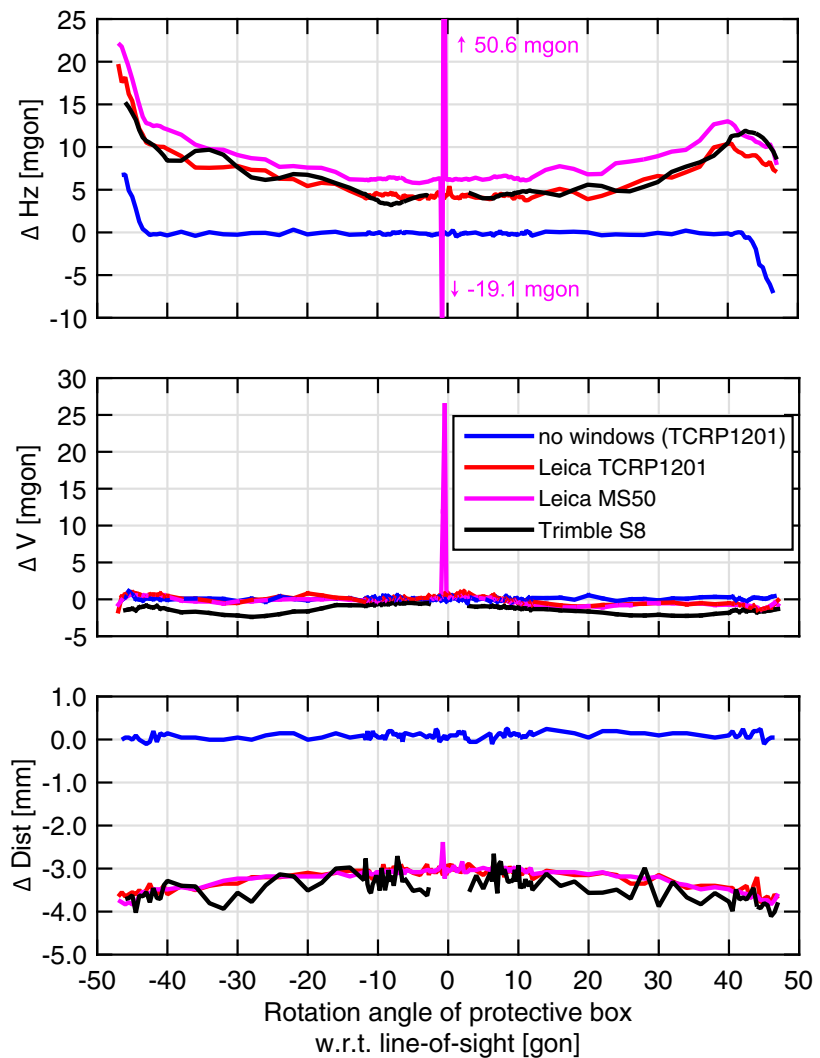 25
20
15
10
5
0
-5
-10
Δ Hz [mgon]
↑ 50.6 mgon
↓ -19.1 mgon
30
25
20
15
10
5
0
-5
Δ V [mgon]
no windows (TCRP1201)
Leica TCRP1201
Leica MS50
Trimble S8
1.0
0.0
-1.0
-2.0
-3.0
-4.0
-5.0
Δ Dist [mm]
-50 -40 -30 -20 -10 0 10 20 30 40 50
Rotation angle of protective box
w.r.t. line-of-sight [gon]